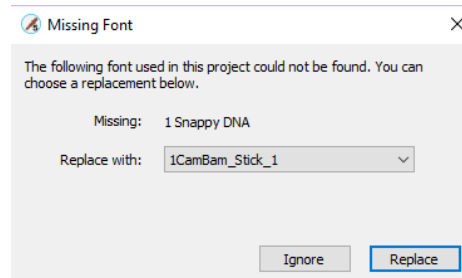 Missing Font
The following font used in this project could not be found. You can
choose a replacement below.
Missing: 1 Snappy DNA
Replace with: 1CamBam_Stick_1
Ignore Replace